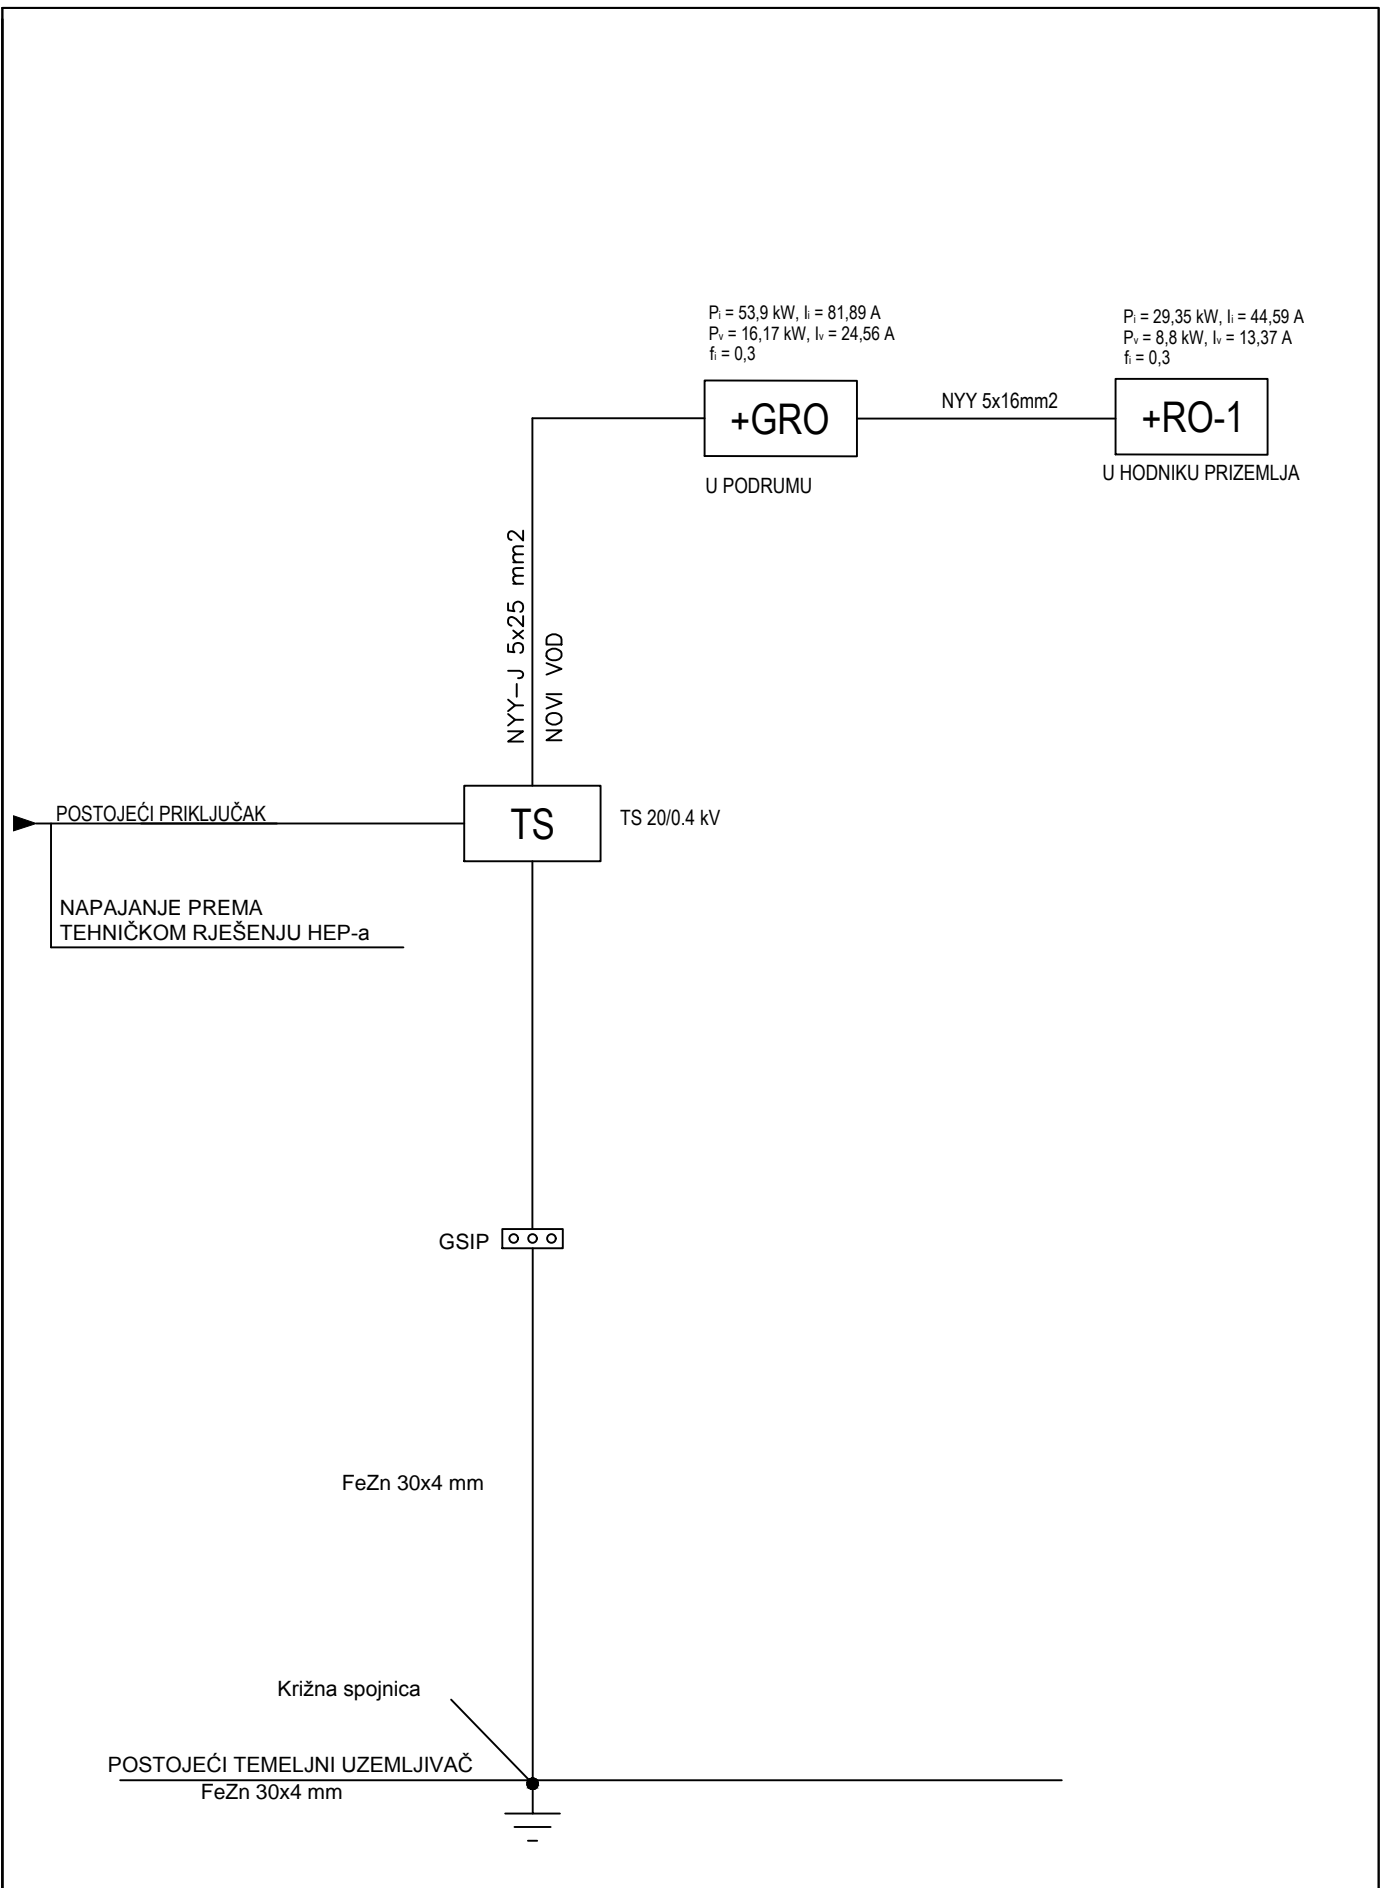 Pi = 53,9 kW, Ii = 81,89 A
Pv = 16,17 kW, Iv = 24,56 A
fi = 0,3
Pi = 29,35 kW, Ii = 44,59 A
Pv = 8,8 kW, Iv = 13,37 A
fi = 0,3
+GRO
NYY 5x16mm2
+RO-1
U PODRUMU
U HODNIKU PRIZEMLJA
NYY-J 5x25 mm2
NOVI VOD
POSTOJEĆI PRIKLJUČAK
TS
TS 20/0.4 kV
NAPAJANJE PREMA
TEHNIČKOM RJEŠENJU HEP-a
GSIP
FeZn 30x4 mm
Križna spojnica
POSTOJEĆI TEMELJNI UZEMLJIVAČ
FeZn 30x4 mm